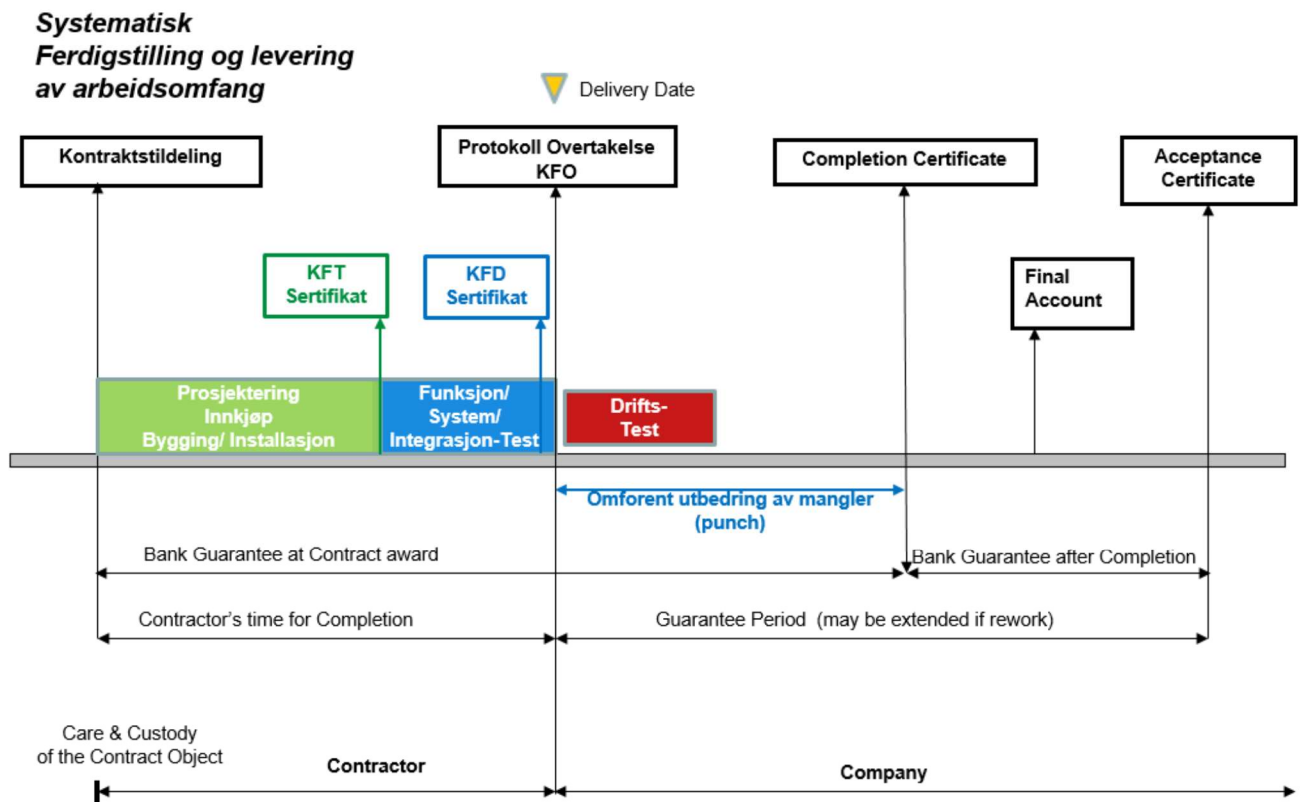 Systematisk
Ferdigstilling og levering
av arbeidsomfang
Delivery Date
Kontraktstildeling
Protokoll Overtakelse
KFO
Completion Certificate
Acceptance
Certificate
KFT
Sertifikat
KFD
Sertifikat
Final
Account
Prosjektering
Innkjøp
Bygging/ Installasjon
Funksjon/
System/
Integrasjon-Test
Drifts-
Test
Omforent utbedring av mangler
(punch)
Bank Guarantee at Contract award
Bank Guarantee after Completion
Contractor's time for Completion
Guarantee Period (may be extended if rework)
Care & Custody
of the Contract Object
Contractor
Company